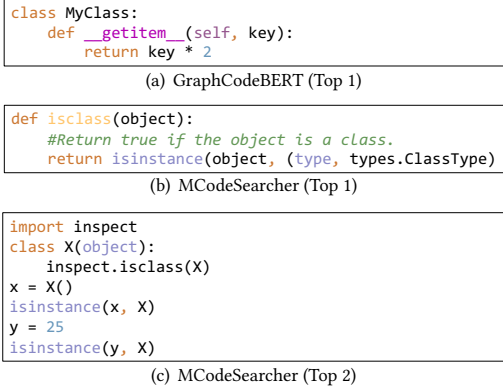 class MyClass:
    def __getitem__(self, key):
        return key * 2
(a) GraphCodeBERT (Top 1)
def isclass(object):
    #Return true if the object is a class.
    return isinstance(object, (type, types.ClassType)
(b) MCodeSearcher (Top 1)
import inspect
class X(object):
    inspect.isclass(X)
x = X()
isinstance(x, X)
y = 25
isinstance(y, X)
(c) MCodeSearcher (Top 2)